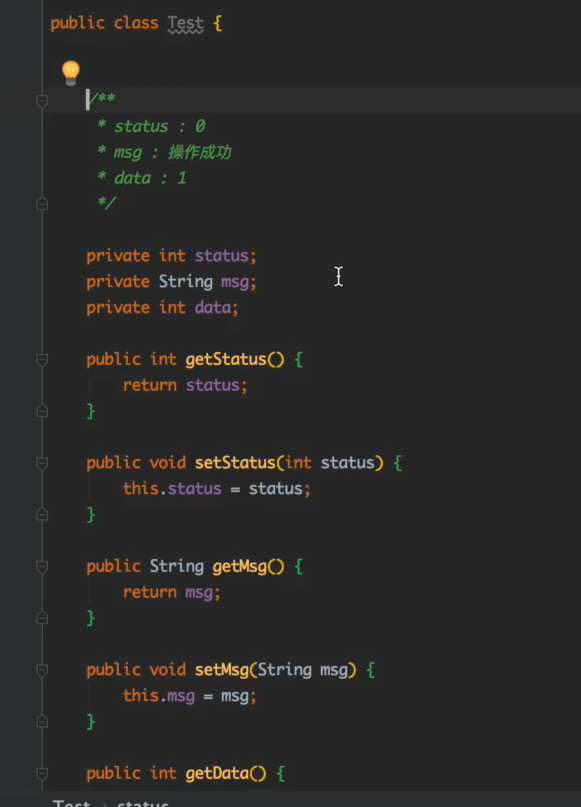 public class Test {
/**
* status : 0
* msg : 操作成功
* data : 1
*/
private int status;
private String msg;
private int data;
public int getStatus() {
return status;
}
public void setStatus(int status) {
this.status = status;
}
public String getMsg() {
return msg;
}
public void setMsg(String msg) {
this.msg = msg;
}
public int getData() {
Test › status